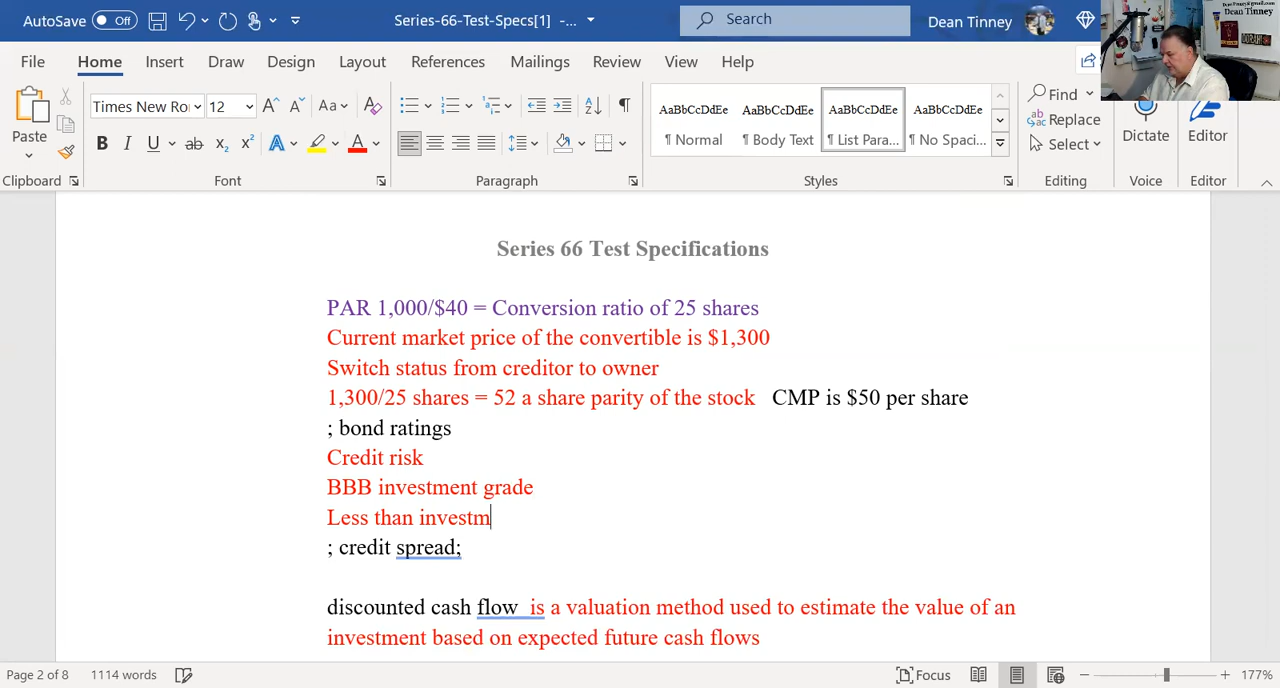 AutoSave Off Series-66-Test-Specs[1] -... Search Dean Tinney
Dean Tinney
File Home Insert Draw Design Layout References Mailings Review View Help
Paste Times New Ro 12 Aa AaBbCcDdEe AaBbCcDdEe AaBbCcDdEe AaBbCcDdEe Find Replace Select Dictate Editor
¶ Normal ¶ Body Text ¶ List Para... ¶ No Spaci...
Clipboard Font Paragraph Styles Editing Voice Editor
Series 66 Test Specifications
PAR 1,000/$40 = Conversion ratio of 25 shares
Current market price of the convertible is $1,300
Switch status from creditor to owner
1,300/25 shares = 52 a share parity of the stock CMP is $50 per share
; bond ratings
Credit risk
BBB investment grade
Less than investm
; credit spread;
discounted cash flow is a valuation method used to estimate the value of an
investment based on expected future cash flows
Page 2 of 8 1114 words Focus 177%